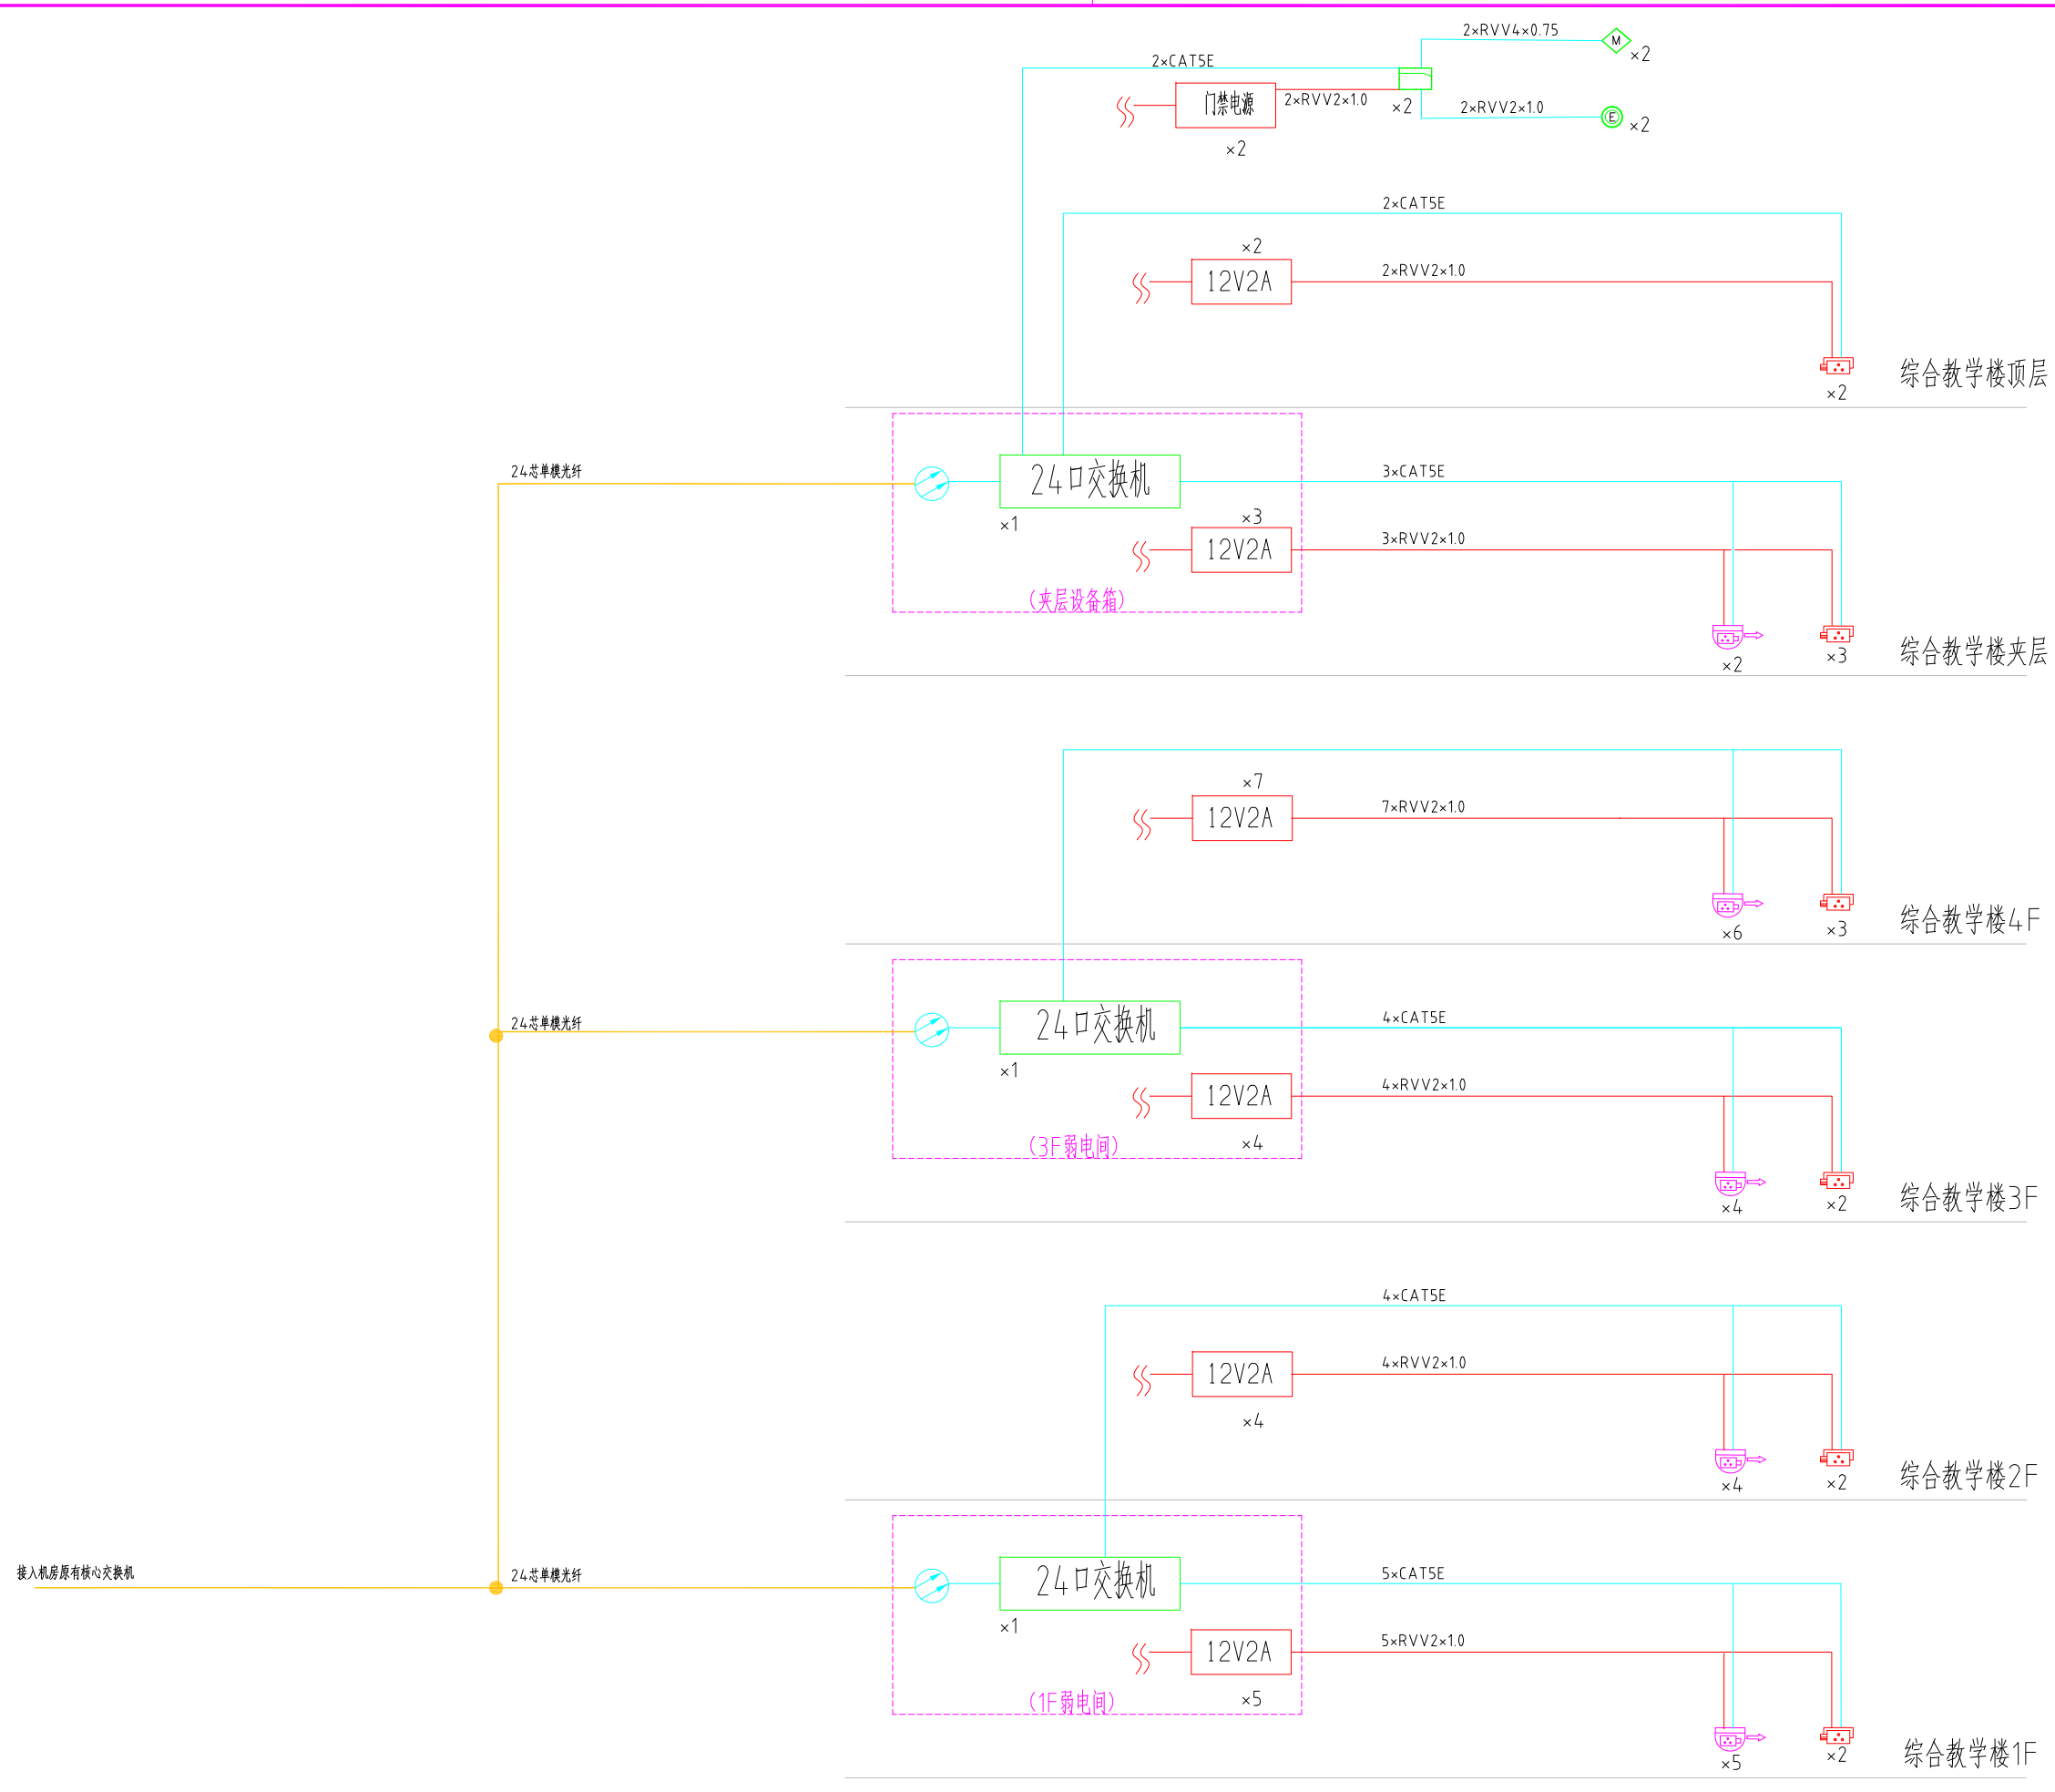 2×RVV4×0.75
M
×2
2×CAT5E
门禁电源
2×RVV2×1.0
×2
2×RVV2×1.0
E
×2
×2
2×CAT5E
×2
12V2A
2×RVV2×1.0
×2
综合教学楼顶层
24芯单模光纤
24口交换机
3×CAT5E
×1
×3
12V2A
3×RVV2×1.0
(夹层设备箱)
×2
×3
综合教学楼夹层
×7
12V2A
7×RVV2×1.0
×6
×3
综合教学楼4F
24芯单模光纤
24口交换机
4×CAT5E
×1
12V2A
4×RVV2×1.0
(3F弱电间)
×4
×4
×2
综合教学楼3F
4×CAT5E
12V2A
4×RVV2×1.0
×4
×4
×2
综合教学楼2F
接入机房原有核心交换机
24芯单模光纤
24口交换机
5×CAT5E
×1
12V2A
5×RVV2×1.0
(1F弱电间)
×5
×5
×2
综合教学楼1F